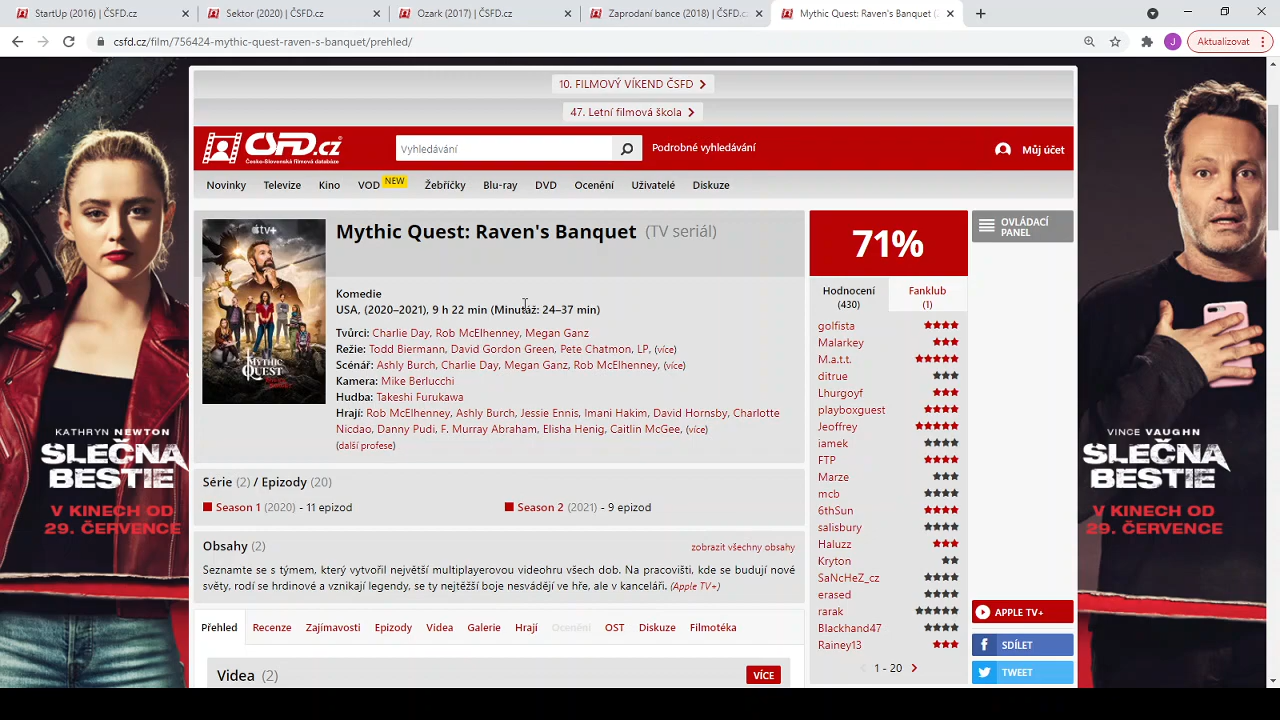 StartUp (2016) | ČSFD.cz
Sektor (2020) | ČSFD.cz
Ozark (2017) | ČSFD.cz
Zaprodaní bance (2018) | ČSFD.cz
Mythic Quest: Raven's Banquet (2
csfd.cz/film/756424-mythic-quest-raven-s-banquet/prehled/
J
Aktualizovat
10. FILMOVÝ VÍKEND ČSFD
47. Letní filmová škola
ČSFD.cz
Česko-Slovenská filmová databáze
Vyhledávání
Podrobné vyhledávání
Můj účet
Novinky Televize Kino VOD NEW Žebříčky Blu-ray DVD Ocenění Uživatelé Diskuze
tv+
MYTHIC QUEST
Mythic Quest: Raven's Banquet (TV seriál)
Komedie
USA, (2020–2021), 9 h 22 min (Minutáž: 24–37 min)
Tvůrci: Charlie Day, Rob McElhenney, Megan Ganz
Režie: Todd Biermann, David Gordon Green, Pete Chatmon, LP, (více)
Scénář: Ashly Burch, Charlie Day, Megan Ganz, Rob McElhenney, (více)
Kamera: Mike Berlucchi
Hudba: Takeshi Furukawa
Hrají: Rob McElhenney, Ashly Burch, Jessie Ennis, Imani Hakim, David Hornsby, Charlotte
Nicdao, Danny Pudi, F. Murray Abraham, Elisha Henig, Caitlin McGee, (více)
(další profese)
Série (2) / Epizody (20)
Season 1 (2020) - 11 epizod
Season 2 (2021) - 9 epizod
Obsahy (2)
zobrazit všechny obsahy
Seznamte se s týmem, který vytvořil největší multiplayerovou videohru všech dob. Na pracovišti, kde se budují nové
světy, rodí se hrdinové a vznikají legendy, se ty nejtěžší boje nesvádějí ve hře, ale v kanceláři. (Apple TV+)
Přehled Recenze Zajímavosti Epizody Videa Galerie Hrají Ocenění OST Diskuze Filmotéka
Videa (2)
VÍCE
71%
Hodnocení
(430)
Fanklub
(1)
golfista
Malarkey
M.a.t.t.
ditrue
Lhurgoyf
playboxguest
Jeoffrey
iamek
FTP
Marze
mcb
6thSun
salisbury
Haluzz
Kryton
SaNcHeZ_cz
erased
rarak
Blackhand47
Rainey13
1 - 20
OVLÁDACÍ
PANEL
APPLE TV+
SDÍLET
TWEET
KATHRYN NEWTON
SLEČNA
BESTIE
V KINECH OD
29. ČERVENCE
VINCE VAUGHN
SLEČNA
BESTIE
V KINECH OD
29. ČERVENCE